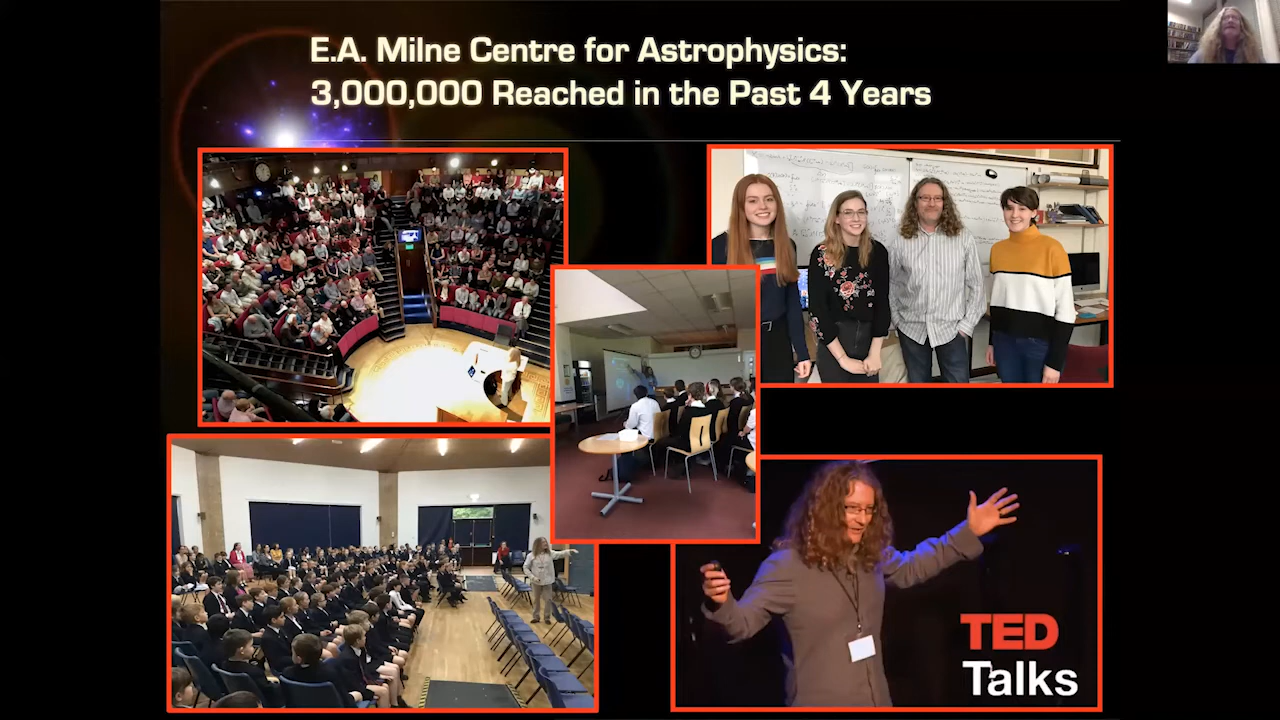 E.A. Milne Centre for Astrophysics:
3,000,000 Reached in the Past 4 Years
TED
Talks